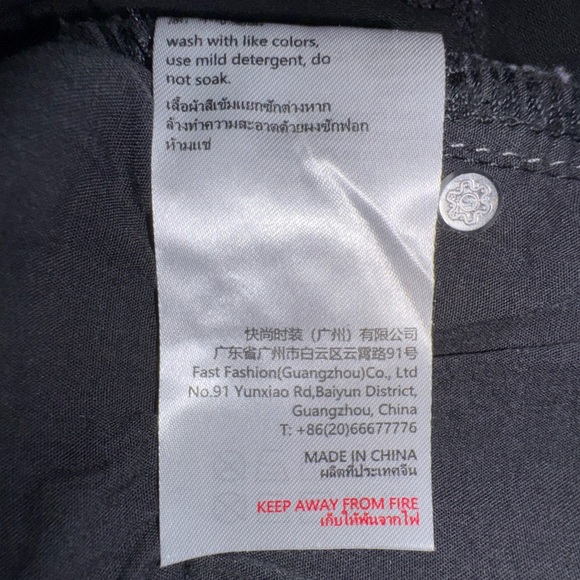 wash with like colors,
use mild detergent, do
not soak.
เสื้อผ้าสีเข้มแยกซักต่างหาก
ล้างทำความสะอาดด้วยผงซักฟอก
ห้ามแช่
快尚时装（广州）有限公司
广东省广州市白云区云霄路91号
Fast Fashion(Guangzhou)Co., Ltd
No.91 Yunxiao Rd,Baiyun District,
Guangzhou, China
T: +86(20)66677776
MADE IN CHINA
ผลิตที่ประเทศจีน
KEEP AWAY FROM FIRE
เก็บให้พ้นจากไฟ